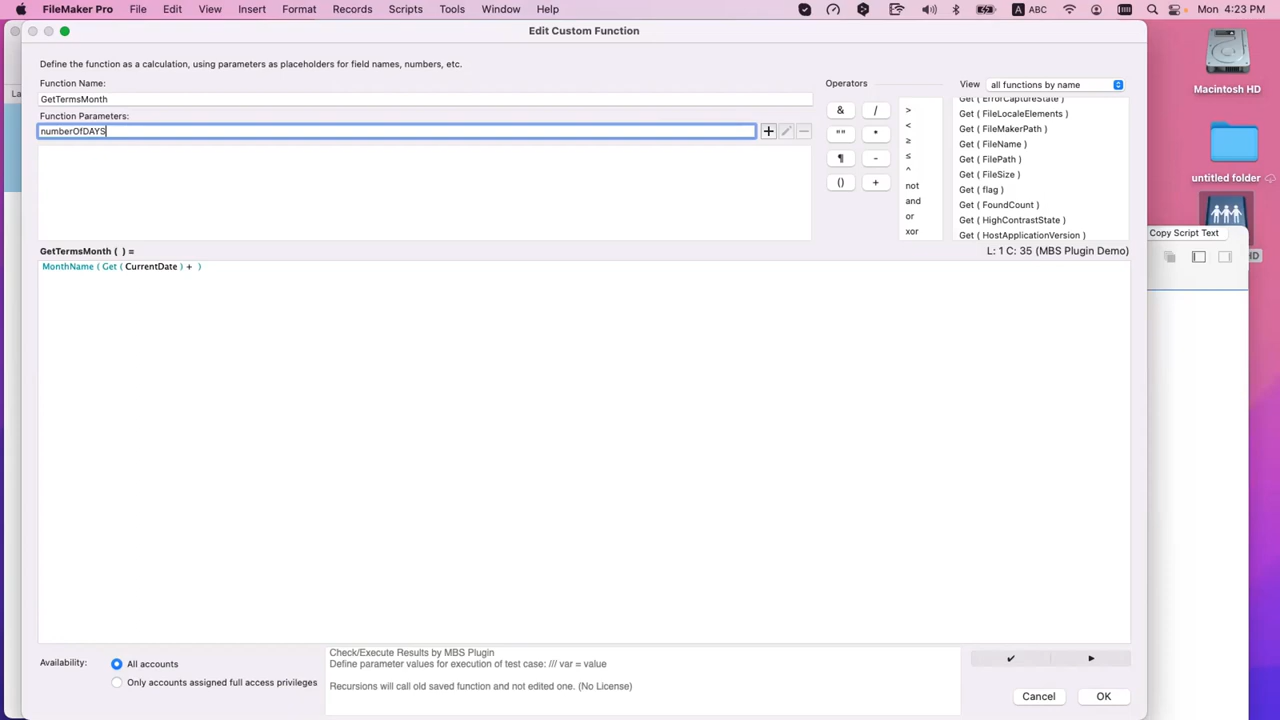 FileMaker Pro File Edit View Insert Format Records Scripts Tools Window Help A ABC Mon 4:23 PM
Edit Custom Function
Define the function as a calculation, using parameters as placeholders for field names, numbers, etc.
Function Name:
GetTermsMonth
Function Parameters:
numberOfDAYS
GetTermsMonth ( ) =
L: 1 C: 35 (MBS Plugin Demo)
MonthName ( Get ( CurrentDate ) + )
Operators
& /
"" *
¶ -
() +
>
<
≥
≤
^
not
and
or
xor
View all functions by name
Get ( ErrorCaptureState )
Get ( FileLocaleElements )
Get ( FileMakerPath )
Get ( FileName )
Get ( FilePath )
Get ( FileSize )
Get ( flag )
Get ( FoundCount )
Get ( HighContrastState )
Get ( HostApplicationVersion )
Availability: All accounts
Only accounts assigned full access privileges
Check/Execute Results by MBS Plugin
Define parameter values for execution of test case: /// var = value
Recursions will call old saved function and not edited one. (No License)
Cancel OK
La
Macintosh HD
untitled folder
Copy Script Text
HD